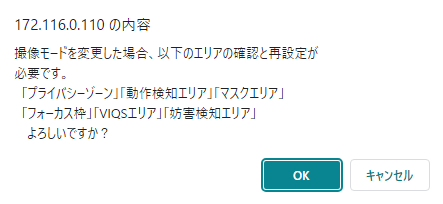 172.116.0.110 の内容
撮像モードを変更した場合、以下のエリアの確認と再設定が
必要です。
「プライバシーゾーン」「動作検知エリア」「マスクエリア」
「フォーカス枠」「VIQSエリア」「妨害検知エリア」
よろしいですか？
OK
キャンセル